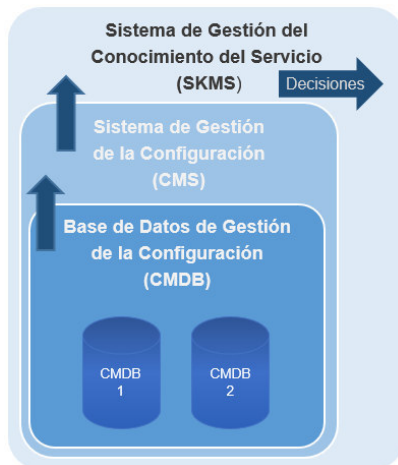 Sistema de Gestión del
Conocimiento del Servicio
(SKMS)
Decisiones
Sistema de Gestión
de la Configuración
(CMS)
Base de Datos de Gestión
de la Configuración
(CMDB)
CMDB
1
CMDB
2